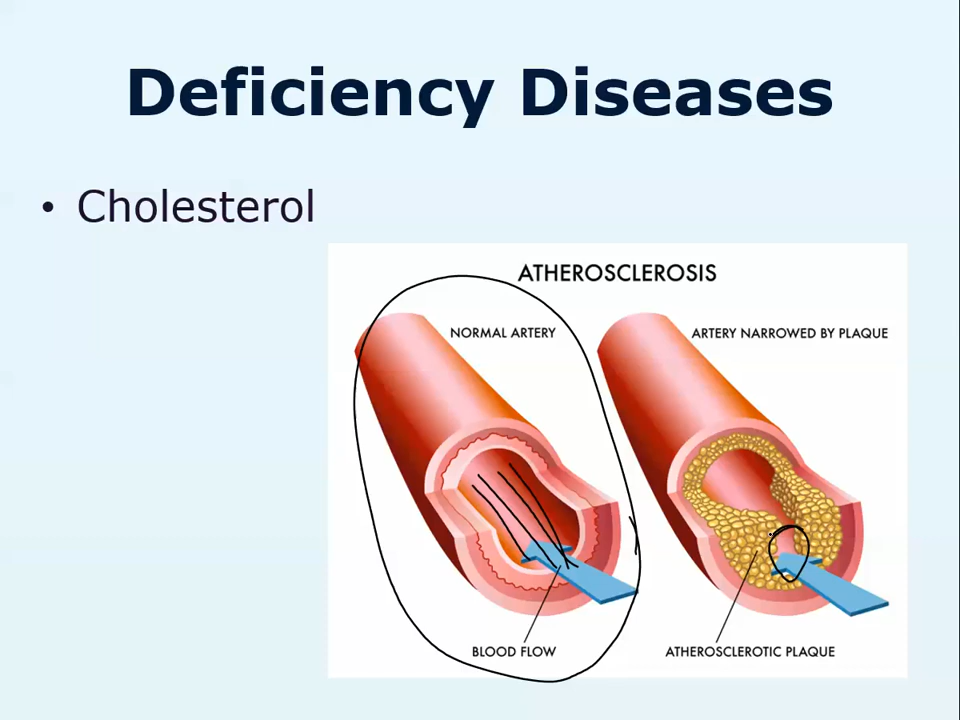 Deficiency Diseases
• Cholesterol
ATHEROSCLEROSIS
NORMAL ARTERY
ARTERY NARROWED BY PLAQUE
BLOOD FLOW
ATHEROSCLEROTIC PLAQUE